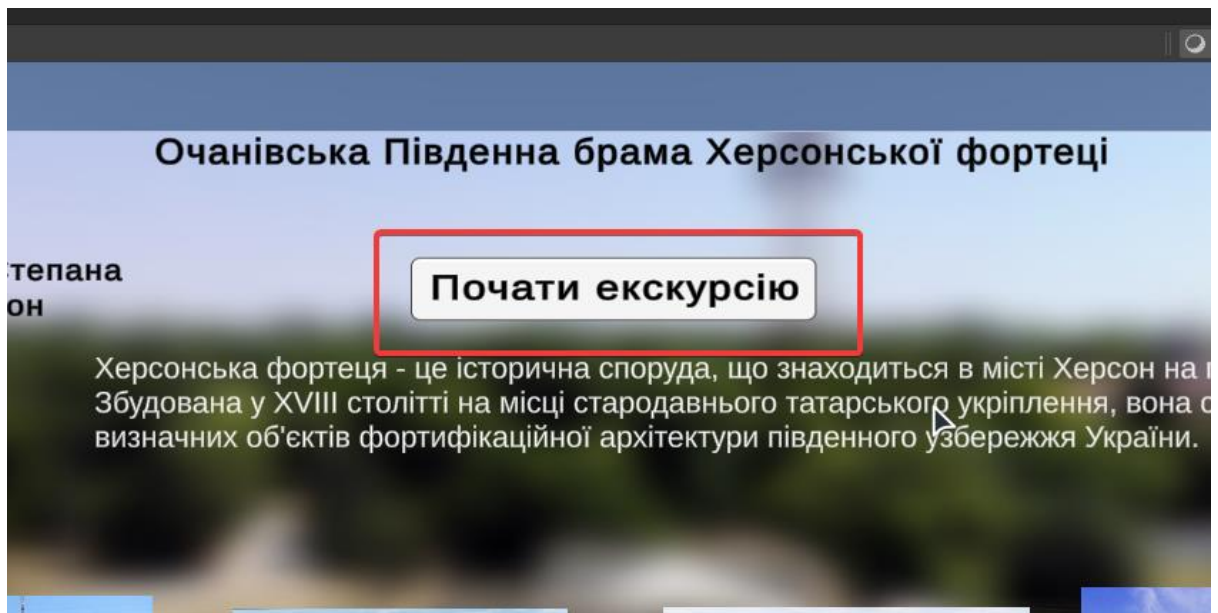 Очанівська Південна брама Херсонської фортеці
он
Почати екскурсію
Херсонська фортеця - це історична споруда, що знаходиться в місті Херсон на
Збудована у XVIII столітті на місці стародавнього татарського укріплення, вона
визначних об'єктів фортифікаційної архітектури південного узбережжя України.